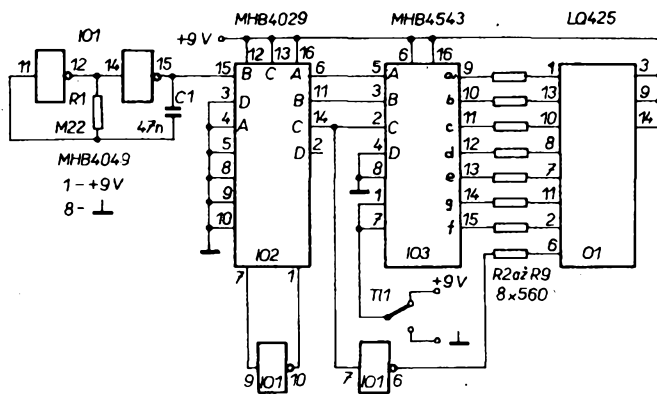 MHB4029
MHB4543
LQ425
IO1
+9 V
12 13 16
6 16
11 12 14 15
15 B C A 6
5 A a 9
1 3
B 11
3 B b 10
13 9
3 D
C 14
2 C c 11
10 14
R1
C1
4 A
D 2
4 D d 12
8
M22
47n
5
8 e 13
7
MHB4049
8
1
g 14
11
1 - +9 V
9
7
f 15
2
8 - ⊥
10
6
IO2
IO3
O1
7 1
R2 až R9
8 x 560
Tl1
+9 V
9 IO1 10
7 IO1 6